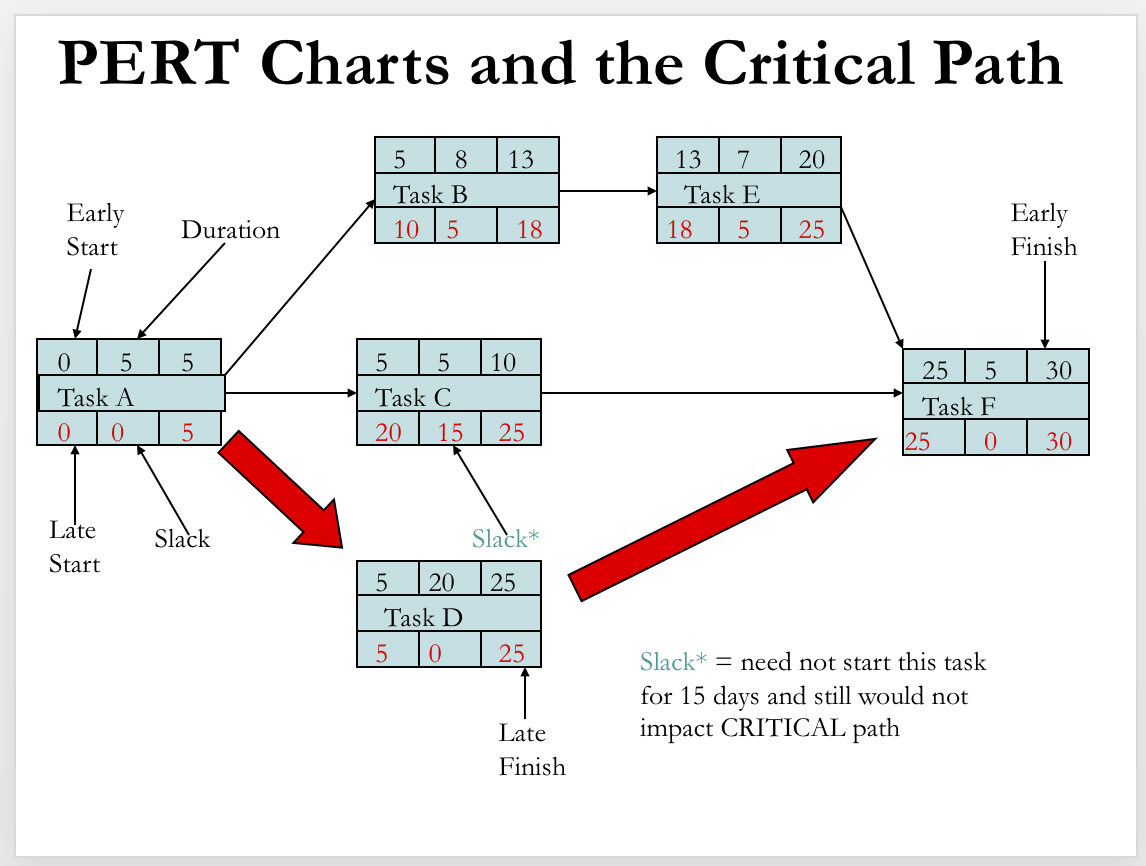 PERT Charts and the Critical Path
5 8 13
Task B
10 5 18
13 7 20
Task E
18 5 25
Early
Start
Duration
Early
Finish
0 5 5
Task A
0 0 5
5 5 10
Task C
20 15 25
25 5 30
Task F
25 0 30
Late
Start
Slack
Slack*
5 20 25
Task D
5 0 25
Late
Finish
Slack* = need not start this task
for 15 days and still would not
impact CRITICAL path